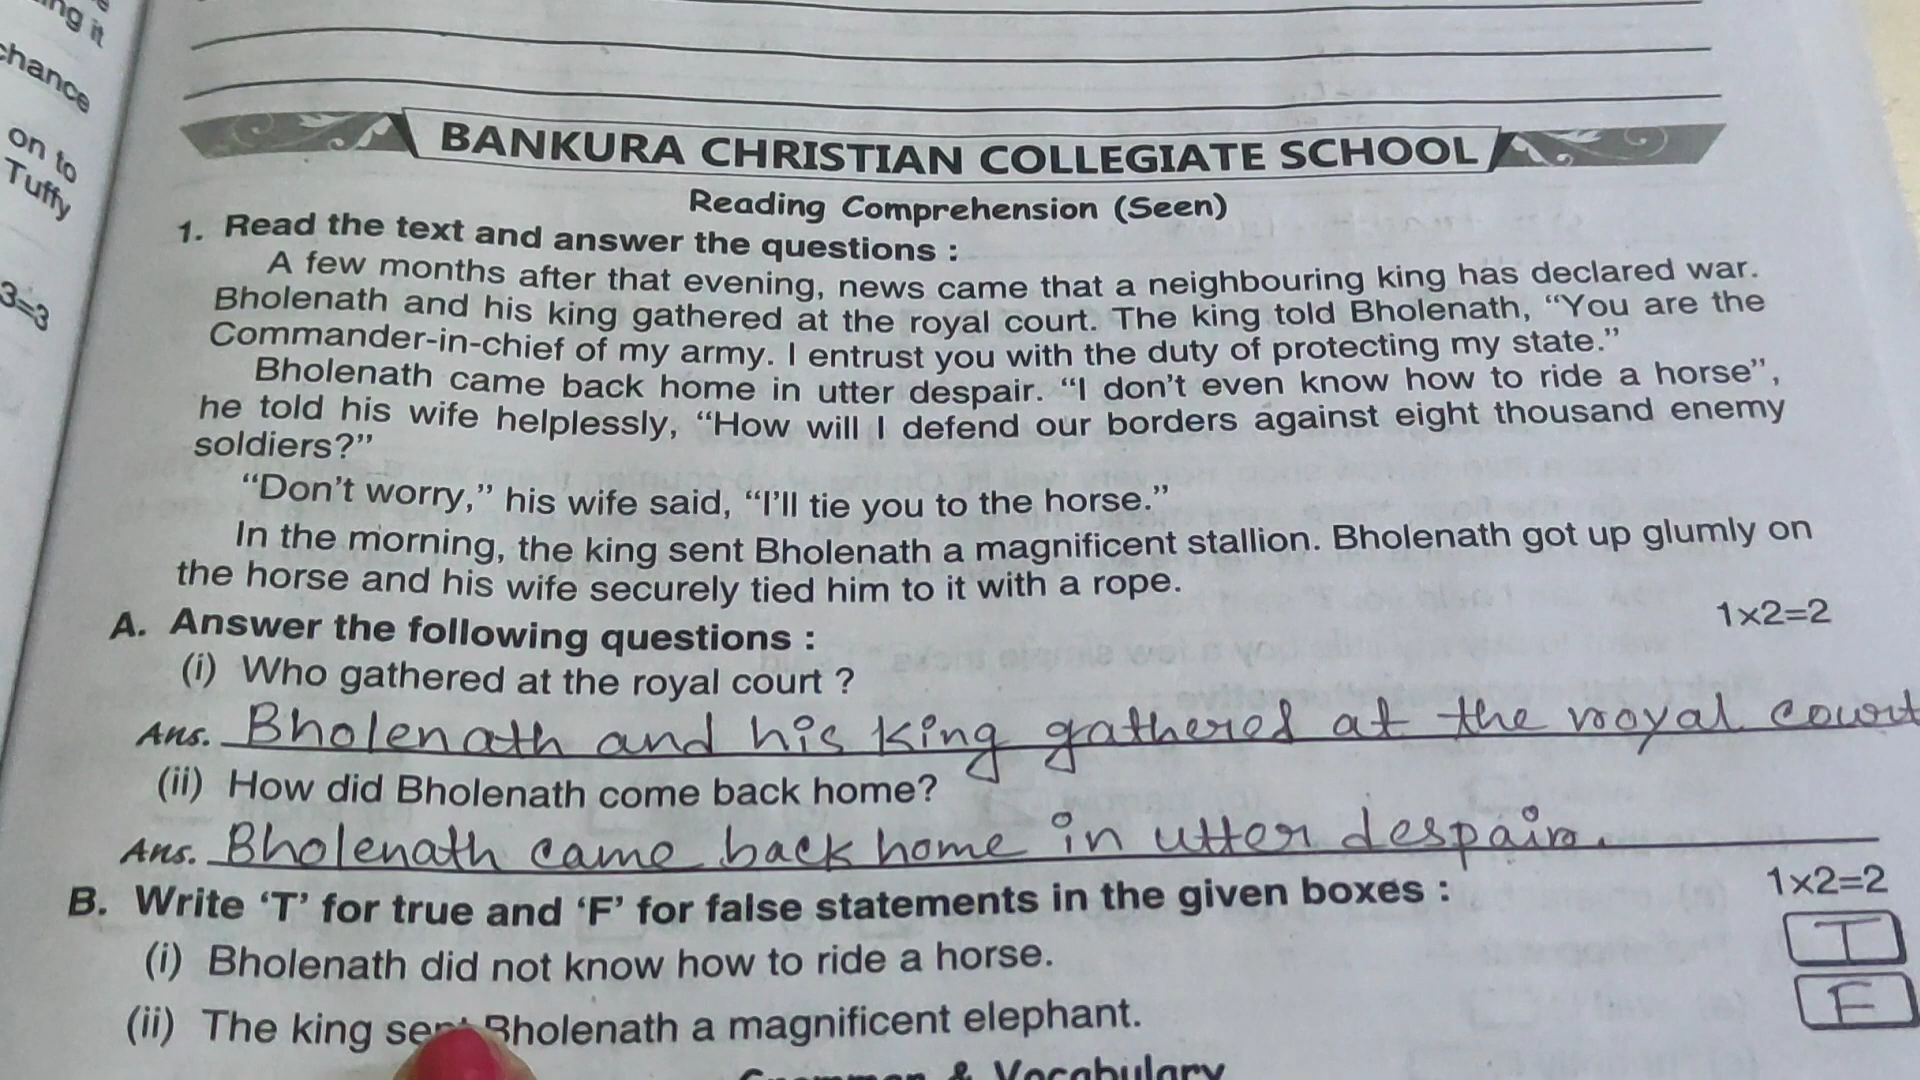 ng it
chance
on to
Tuffy
3=3
BANKURA CHRISTIAN COLLEGIATE SCHOOL
Reading Comprehension (Seen)
1. Read the text and answer the questions :
A few months after that evening, news came that a neighbouring king has declared war.
Bholenath and his king gathered at the royal court. The king told Bholenath, “You are the
Commander-in-chief of my army. I entrust you with the duty of protecting my state.”
Bholenath came back home in utter despair. “I don’t even know how to ride a horse”,
he told his wife helplessly, “How will I defend our borders against eight thousand enemy
soldiers?”
“Don’t worry,” his wife said, “I’ll tie you to the horse.”
In the morning, the king sent Bholenath a magnificent stallion. Bholenath got up glumly on
the horse and his wife securely tied him to it with a rope.
A. Answer the following questions : 1×2=2
(i) Who gathered at the royal court ?
Ans. Bholenath and his king gathered at the royal court
(ii) How did Bholenath come back home?
Ans. Bholenath came back home in utter despair.
B. Write ‘T’ for true and ‘F’ for false statements in the given boxes : 1×2=2
(i) Bholenath did not know how to ride a horse. T
(ii) The king sent Bholenath a magnificent elephant. F
& Vocabulary